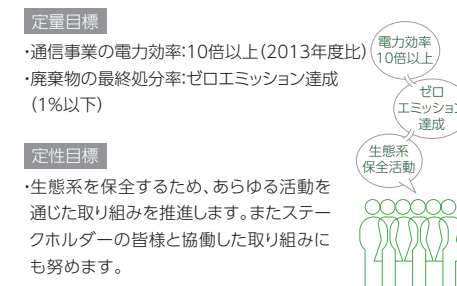 定量目標
・通信事業の電力効率:10倍以上(2013年度比)
・廃棄物の最終処分率:ゼロエミッション達成
(1%以下)
定性目標
・生態系を保全するため、あらゆる活動を
通じた取り組みを推進します。またステー
クホルダーの皆様と協働した取り組みに
も努めます。
電力効率
10倍以上
ゼロ
エミッション
達成
生態系
保全活動